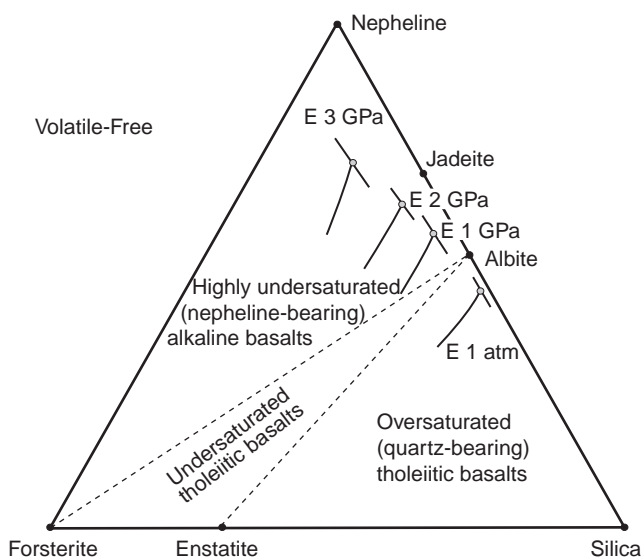 Nepheline
Volatile-Free
E 3 GPa
Jadeite
E 2 GPa
E 1 GPa
Albite
Highly undersaturated
(nepheline-bearing)
alkaline basalts
E 1 atm
Undersaturated
tholeiitic basalts
Oversaturated
(quartz-bearing)
tholeiitic basalts
Forsterite
Enstatite
Silica